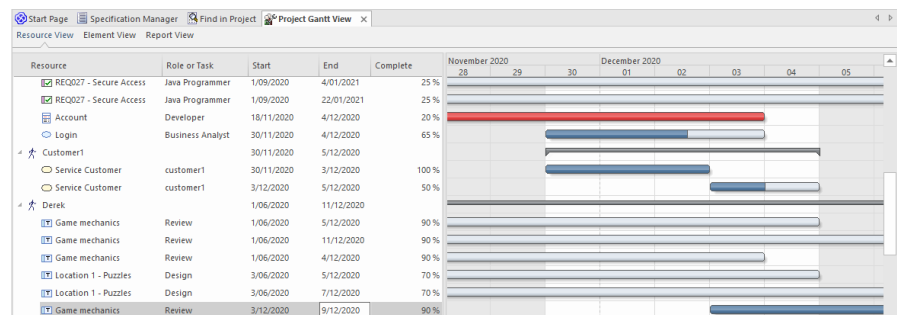 Start Page Specification Manager Find in Project Project Gantt View ×
Resource View Element View Report View
Resource Role or Task Start End Complete November 2020 December 2020
28 29 30 01 02 03 04 05
REQ027 - Secure Access Java Programmer 1/09/2020 4/01/2021 25 %
REQ027 - Secure Access Java Programmer 1/09/2020 22/01/2021 25 %
Account Developer 18/11/2020 4/12/2020 20 %
Login Business Analyst 30/11/2020 4/12/2020 65 %
Customer1 30/11/2020 5/12/2020
Service Customer customer1 30/11/2020 3/12/2020 100 %
Service Customer customer1 3/12/2020 5/12/2020 50 %
Derek 1/06/2020 11/12/2020
Game mechanics Review 1/06/2020 5/12/2020 90 %
Game mechanics Review 1/06/2020 11/12/2020 90 %
Game mechanics Review 1/06/2020 4/12/2020 90 %
Location 1 - Puzzles Design 3/06/2020 5/12/2020 70 %
Location 1 - Puzzles Design 3/06/2020 7/12/2020 70 %
Game mechanics Review 3/12/2020 9/12/2020 90 %